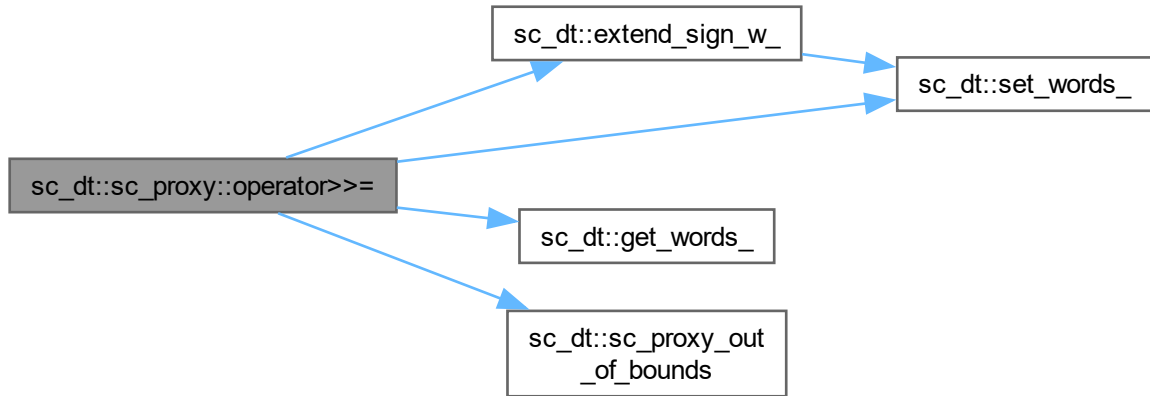 sc_dt::extend_sign_w_
sc_dt::set_words_
sc_dt::sc_proxy::operator>>=
sc_dt::get_words_
sc_dt::sc_proxy_out
_of_bounds